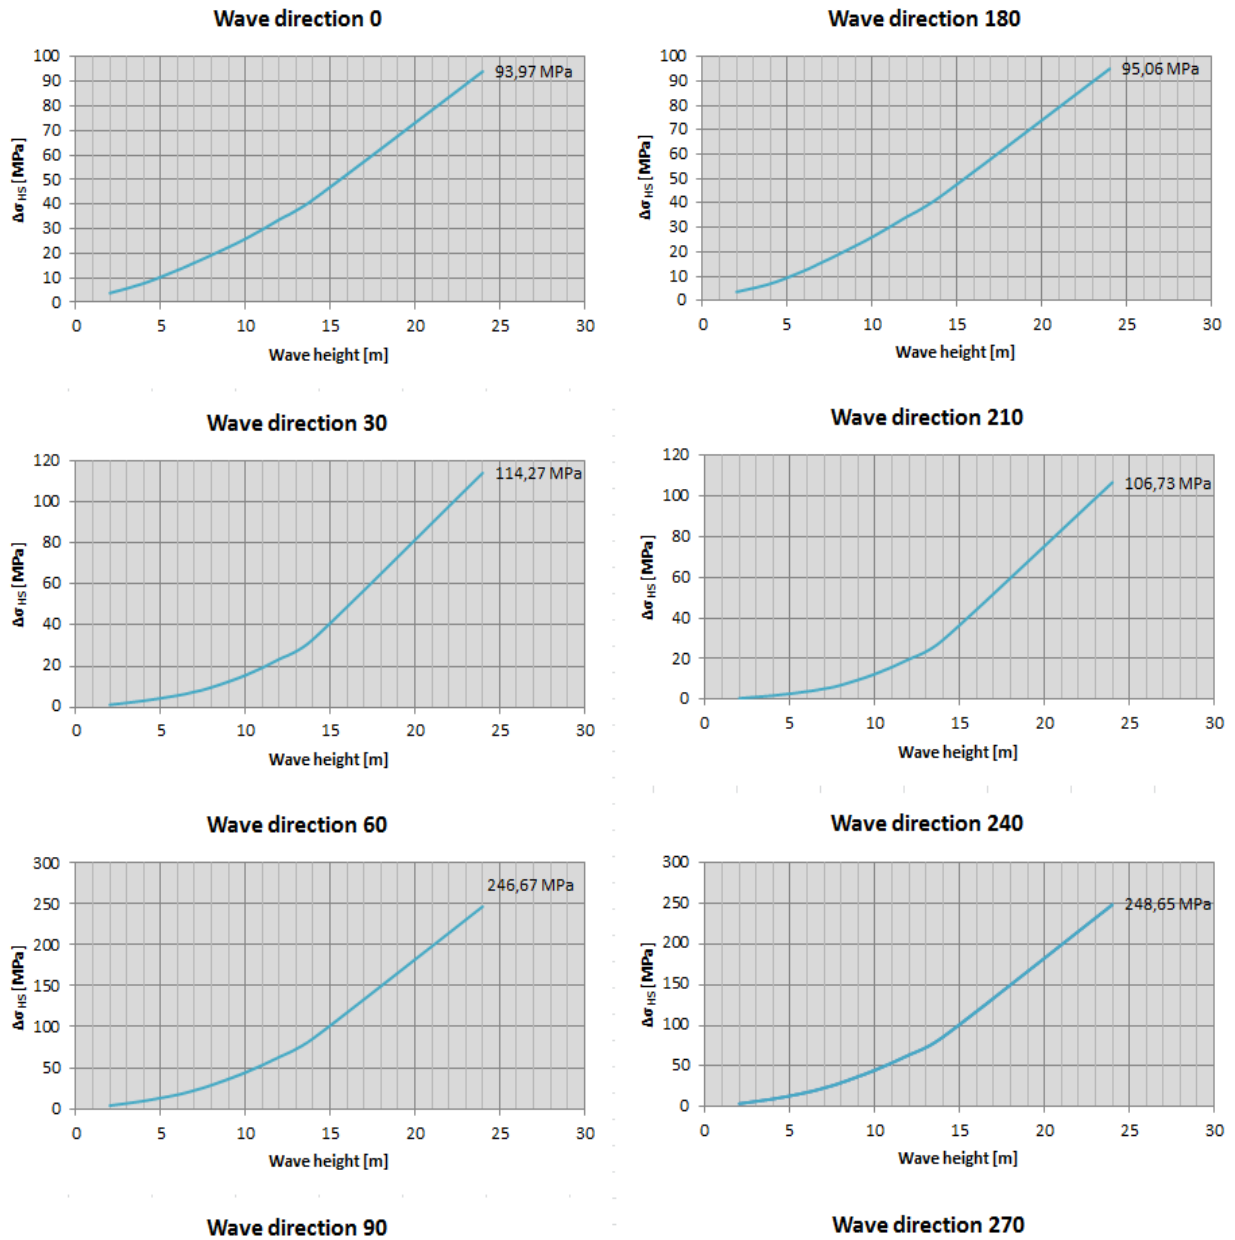 Wave direction 0
100
90
80
70
60
50
40
30
20
10
0
93,97 MPa
Δσ HS [MPa]
0 5 10 15 20 25 30
Wave height [m]
Wave direction 180
100
90
80
70
60
50
40
30
20
10
0
95,06 MPa
Δσ HS [MPa]
0 5 10 15 20 25 30
Wave height [m]
Wave direction 30
120
100
80
60
40
20
0
114,27 MPa
Δσ HS [MPa]
0 5 10 15 20 25 30
Wave height [m]
Wave direction 210
120
100
80
60
40
20
0
106,73 MPa
Δσ HS [MPa]
0 5 10 15 20 25 30
Wave height [m]
Wave direction 60
300
250
200
150
100
50
0
246,67 MPa
Δσ HS [MPa]
0 5 10 15 20 25 30
Wave height [m]
Wave direction 240
300
250
200
150
100
50
0
248,65 MPa
Δσ HS [MPa]
0 5 10 15 20 25 30
Wave height [m]
Wave direction 90
Wave direction 270